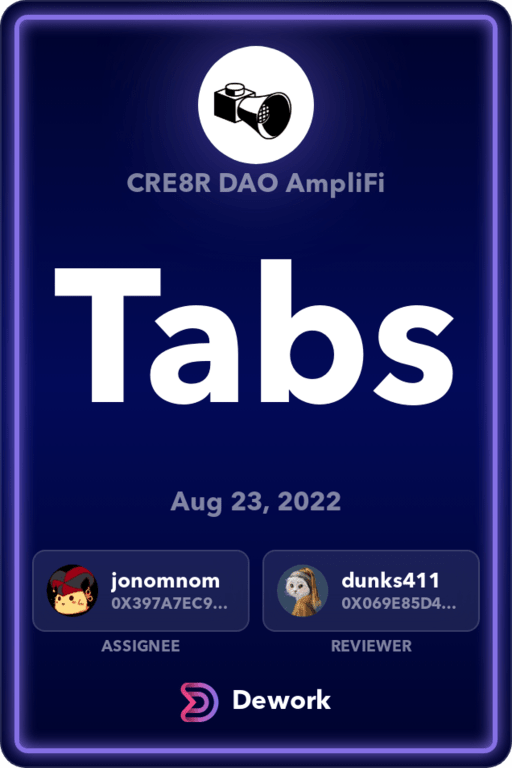 CRE8R DAO AmpliFi
Tabs
Aug 23, 2022
jonomnom
0X397A7EC9...
ASSIGNEE
dunks411
0X069E85D4...
REVIEWER
Dework